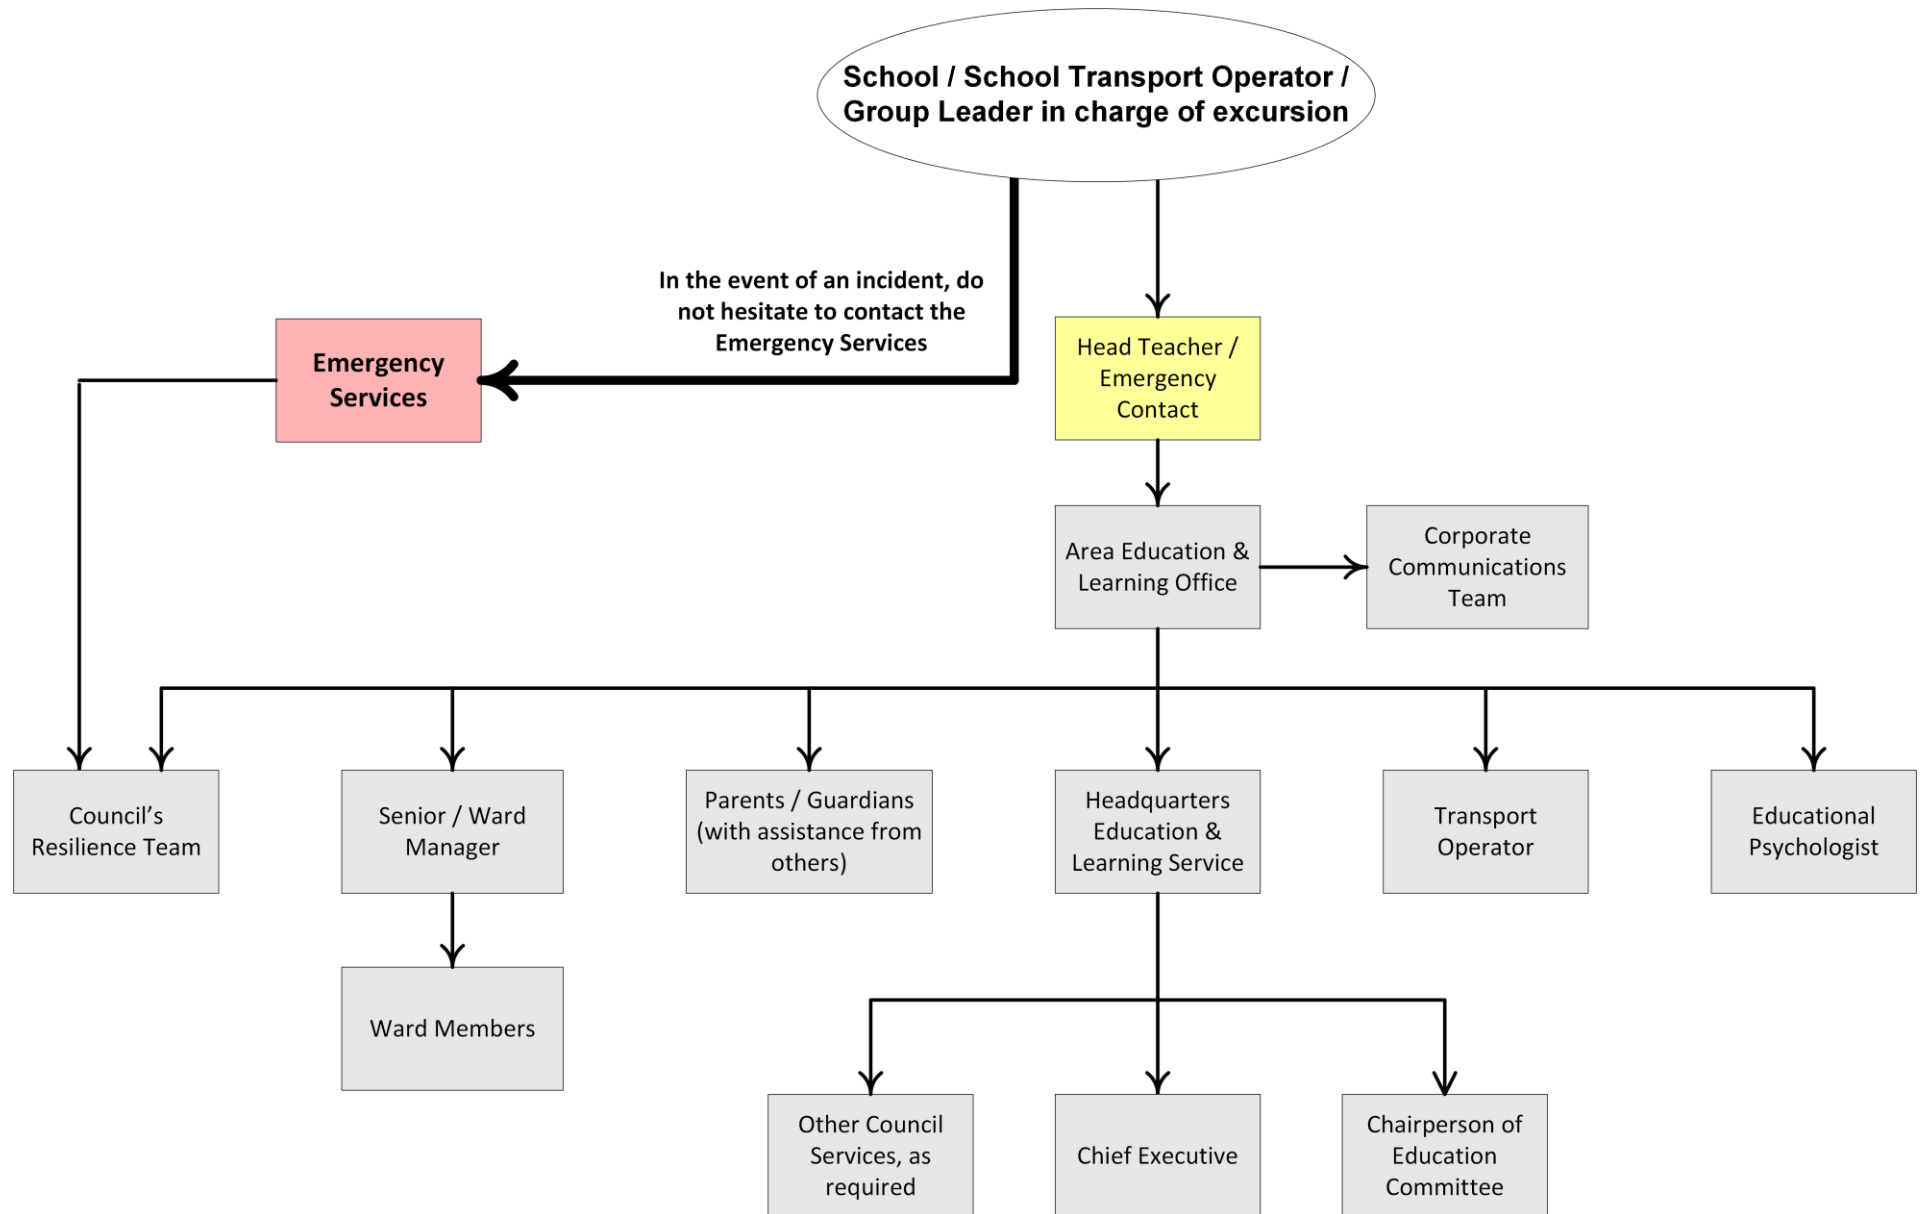 School / School Transport Operator /
Group Leader in charge of excursion
In the event of an incident, do
not hesitate to contact the
Emergency Services
Emergency
Services
Head Teacher /
Emergency
Contact
Area Education &
Learning Office
Corporate
Communications
Team
Council’s
Resilience Team
Senior / Ward
Manager
Parents / Guardians
(with assistance from
others)
Headquarters
Education &
Learning Service
Transport
Operator
Educational
Psychologist
Ward Members
Other Council
Services, as
required
Chief Executive
Chairperson of
Education
Committee